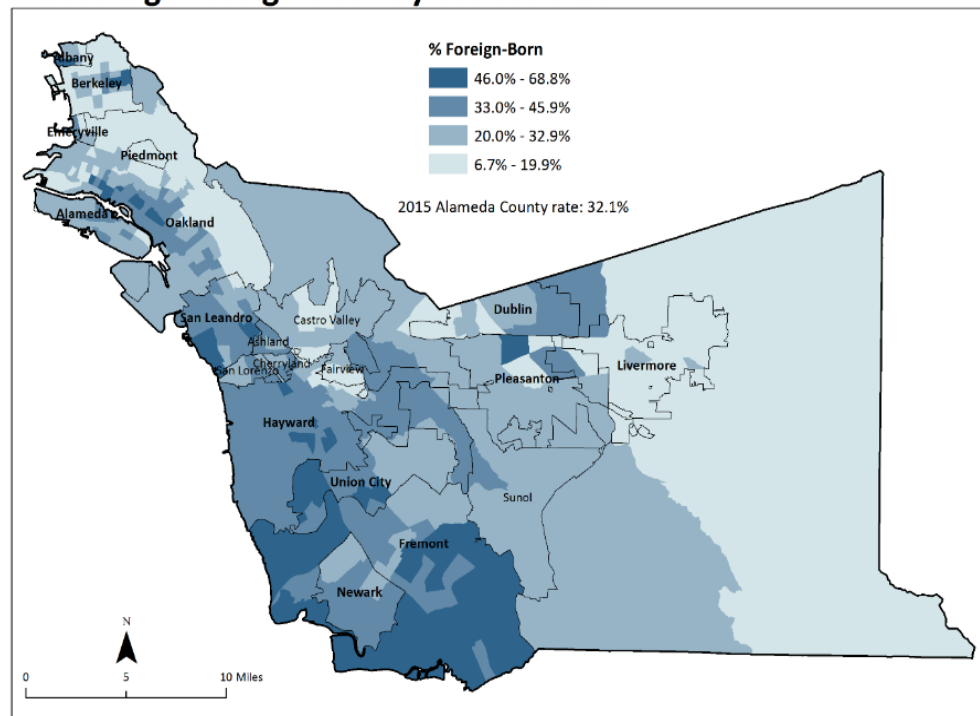 % Foreign-Born
46.0% - 68.8%
33.0% - 45.9%
20.0% - 32.9%
6.7% - 19.9%
2015 Alameda County rate: 32.1%
Albany
Berkeley
Emeryville
Piedmont
Alameda
Oakland
San Leandro
Castro Valley
Dublin
Ashland
Cherryland
San Lorenzo
Fairview
Pleasanton
Livermore
Hayward
Union City
Sunol
Fremont
Newark
N
0 5 10 Miles